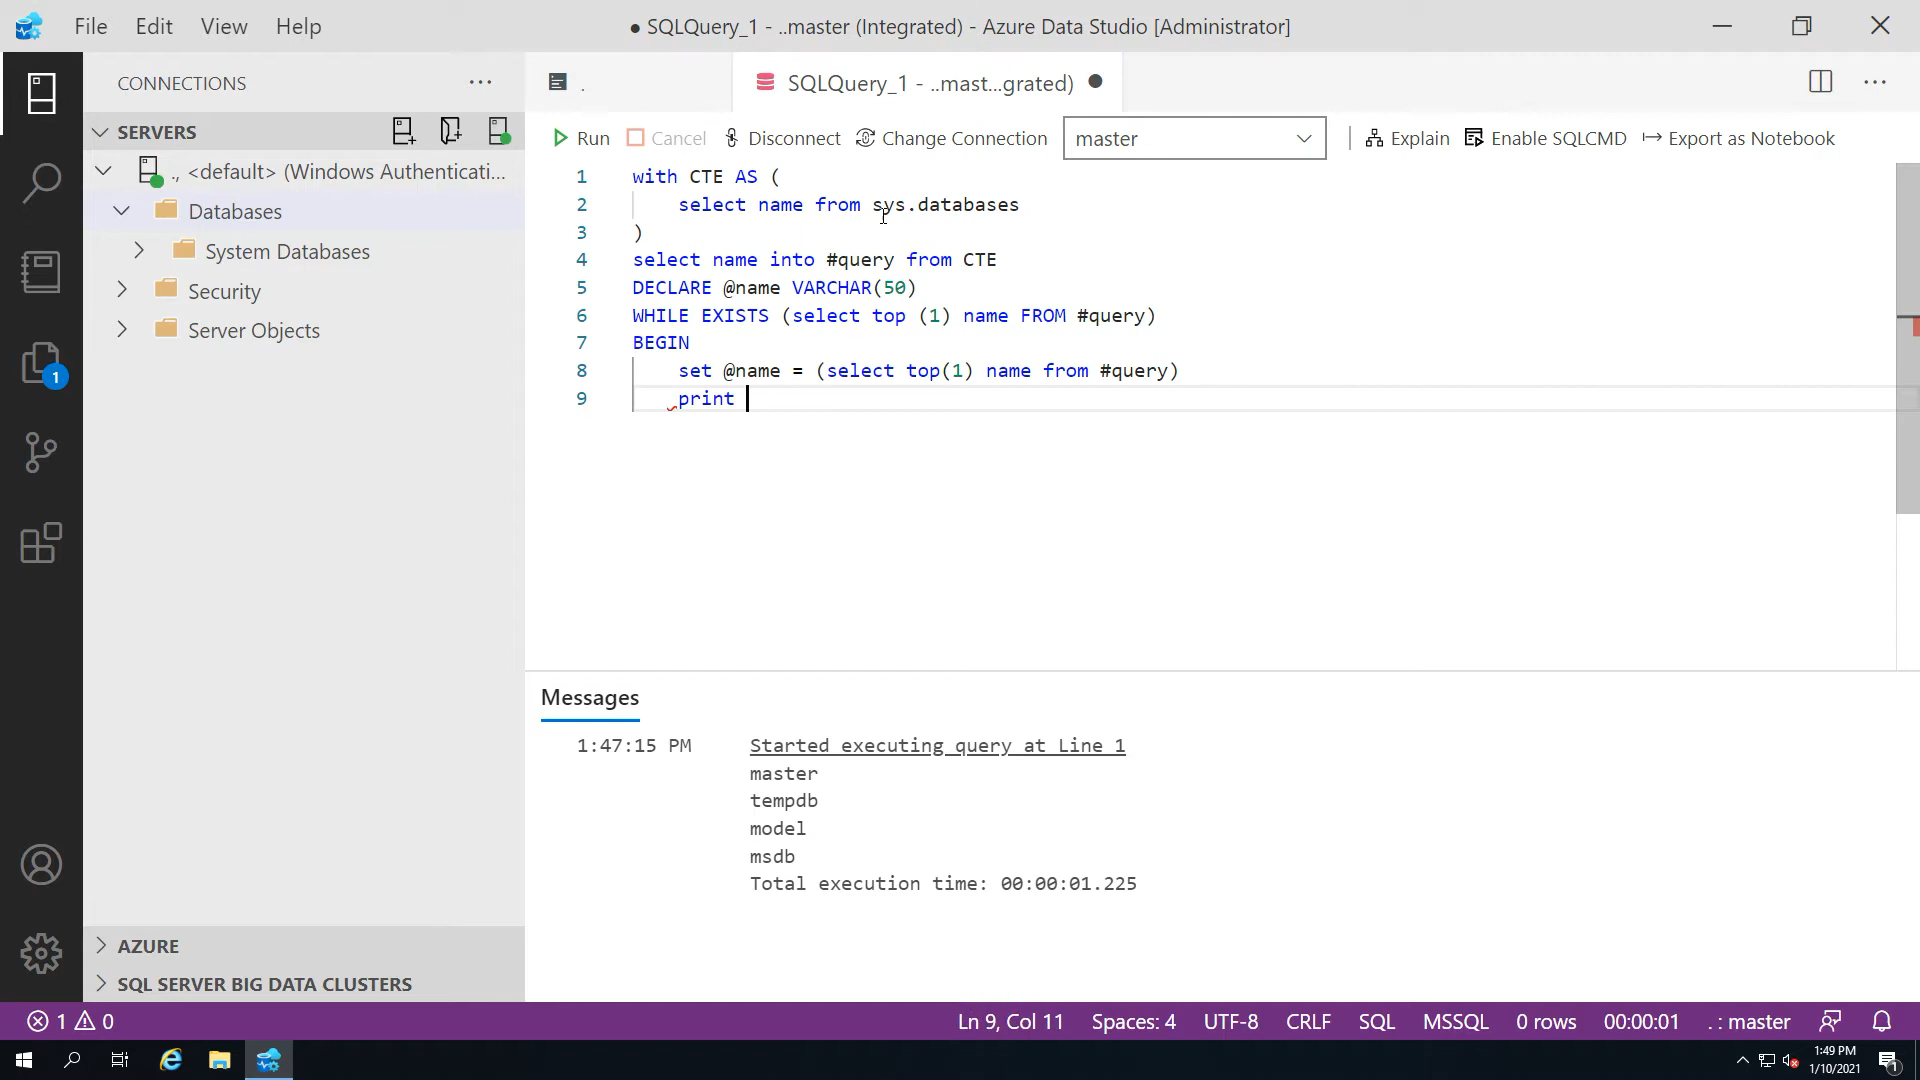 File Edit View Help
● SQLQuery_1 - ..master (Integrated) - Azure Data Studio [Administrator]
CONNECTIONS ···
SERVERS
., <default> (Windows Authenticati...
Databases
System Databases
Security
Server Objects
1
AZURE
SQL SERVER BIG DATA CLUSTERS
.
SQLQuery_1 - ..mast...grated) ●
Run Cancel Disconnect Change Connection master Explain Enable SQLCMD Export as Notebook
1 with CTE AS (
2 select name from sys.databases
3 )
4 select name into #query from CTE
5 DECLARE @name VARCHAR(50)
6 WHILE EXISTS (select top (1) name FROM #query)
7 BEGIN
8 set @name = (select top(1) name from #query)
9 print
Messages
1:47:15 PM Started executing query at Line 1
master
tempdb
model
msdb
Total execution time: 00:00:01.225
1 0 Ln 9, Col 11 Spaces: 4 UTF-8 CRLF SQL MSSQL 0 rows 00:00:01 . : master
1:49 PM
1/10/2021
1